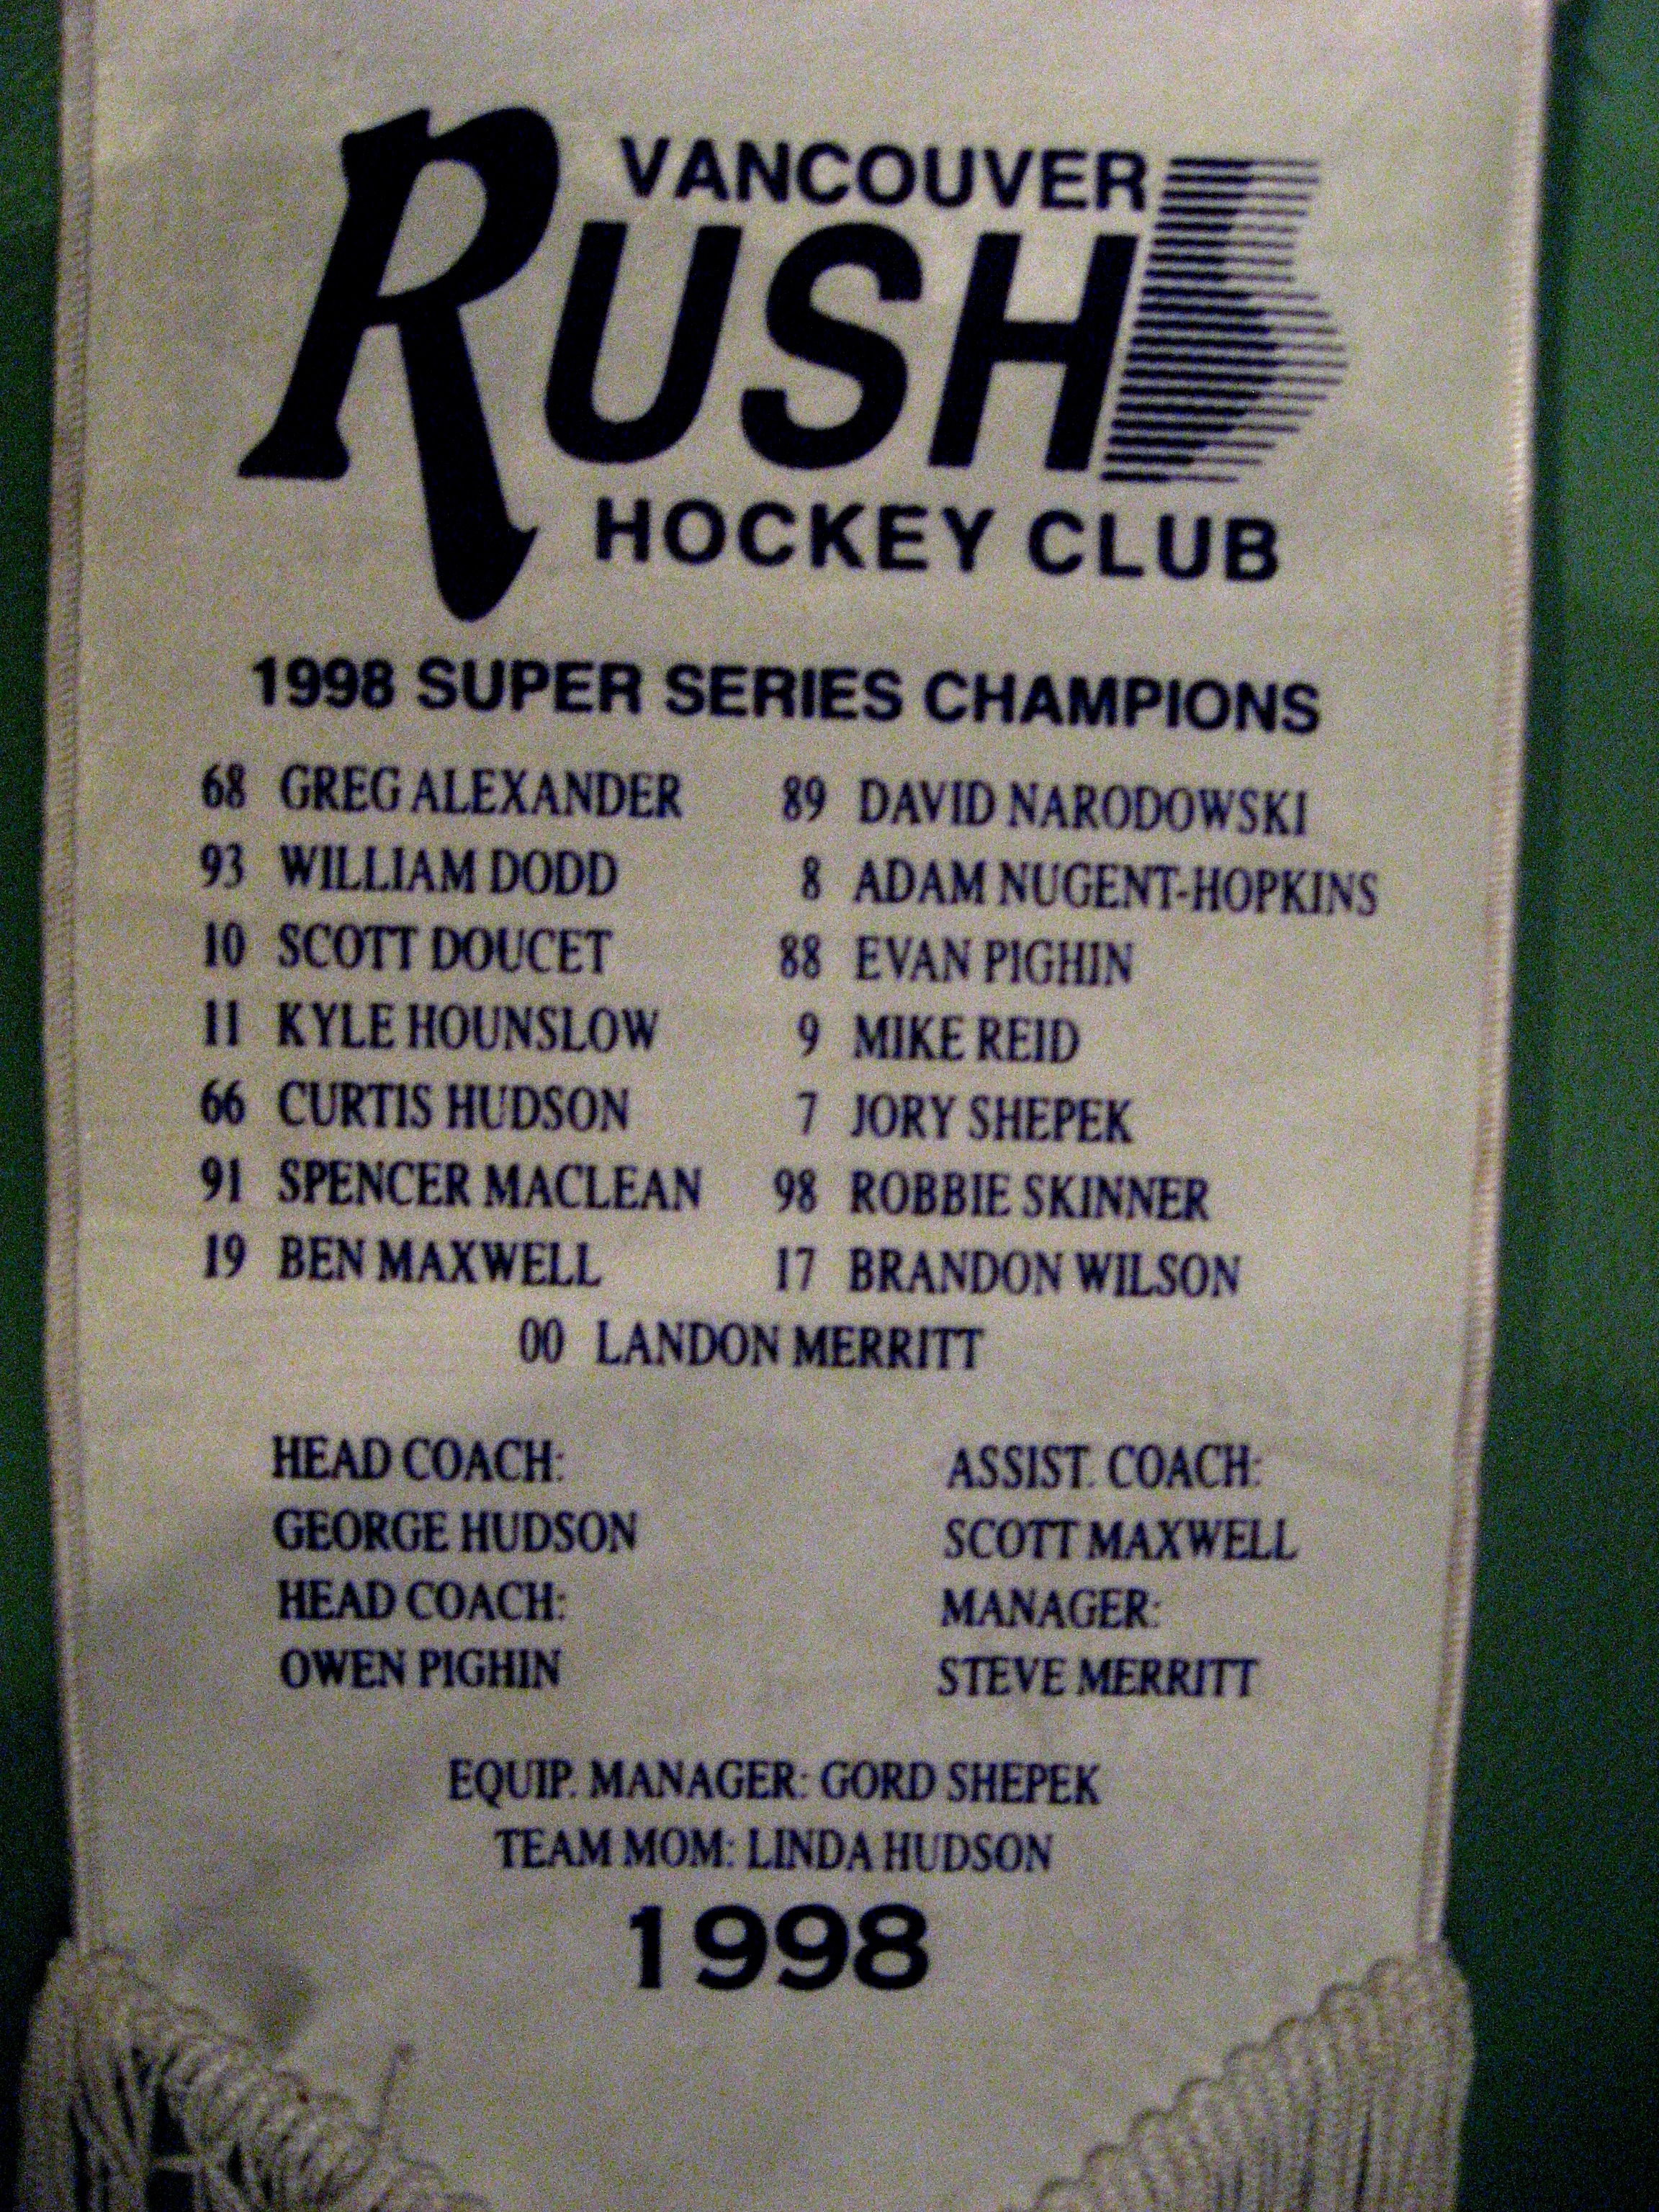 VANCOUVER
RUSH
HOCKEY CLUB
1998 SUPER SERIES CHAMPIONS
68 GREG ALEXANDER 89 DAVID NARODOWSKI
93 WILLIAM DODD 8 ADAM NUGENT-HOPKINS
10 SCOTT DOUCET 88 EVAN PIGHIN
11 KYLE HOUNSLOW 9 MIKE REID
66 CURTIS HUDSON 7 JORY SHEPEK
91 SPENCER MACLEAN 98 ROBBIE SKINNER
19 BEN MAXWELL 17 BRANDON WILSON
00 LANDON MERRITT
HEAD COACH: ASSIST. COACH:
GEORGE HUDSON SCOTT MAXWELL
HEAD COACH: MANAGER:
OWEN PIGHIN STEVE MERRITT
EQUIP. MANAGER: GORD SHEPEK
TEAM MOM: LINDA HUDSON
1998